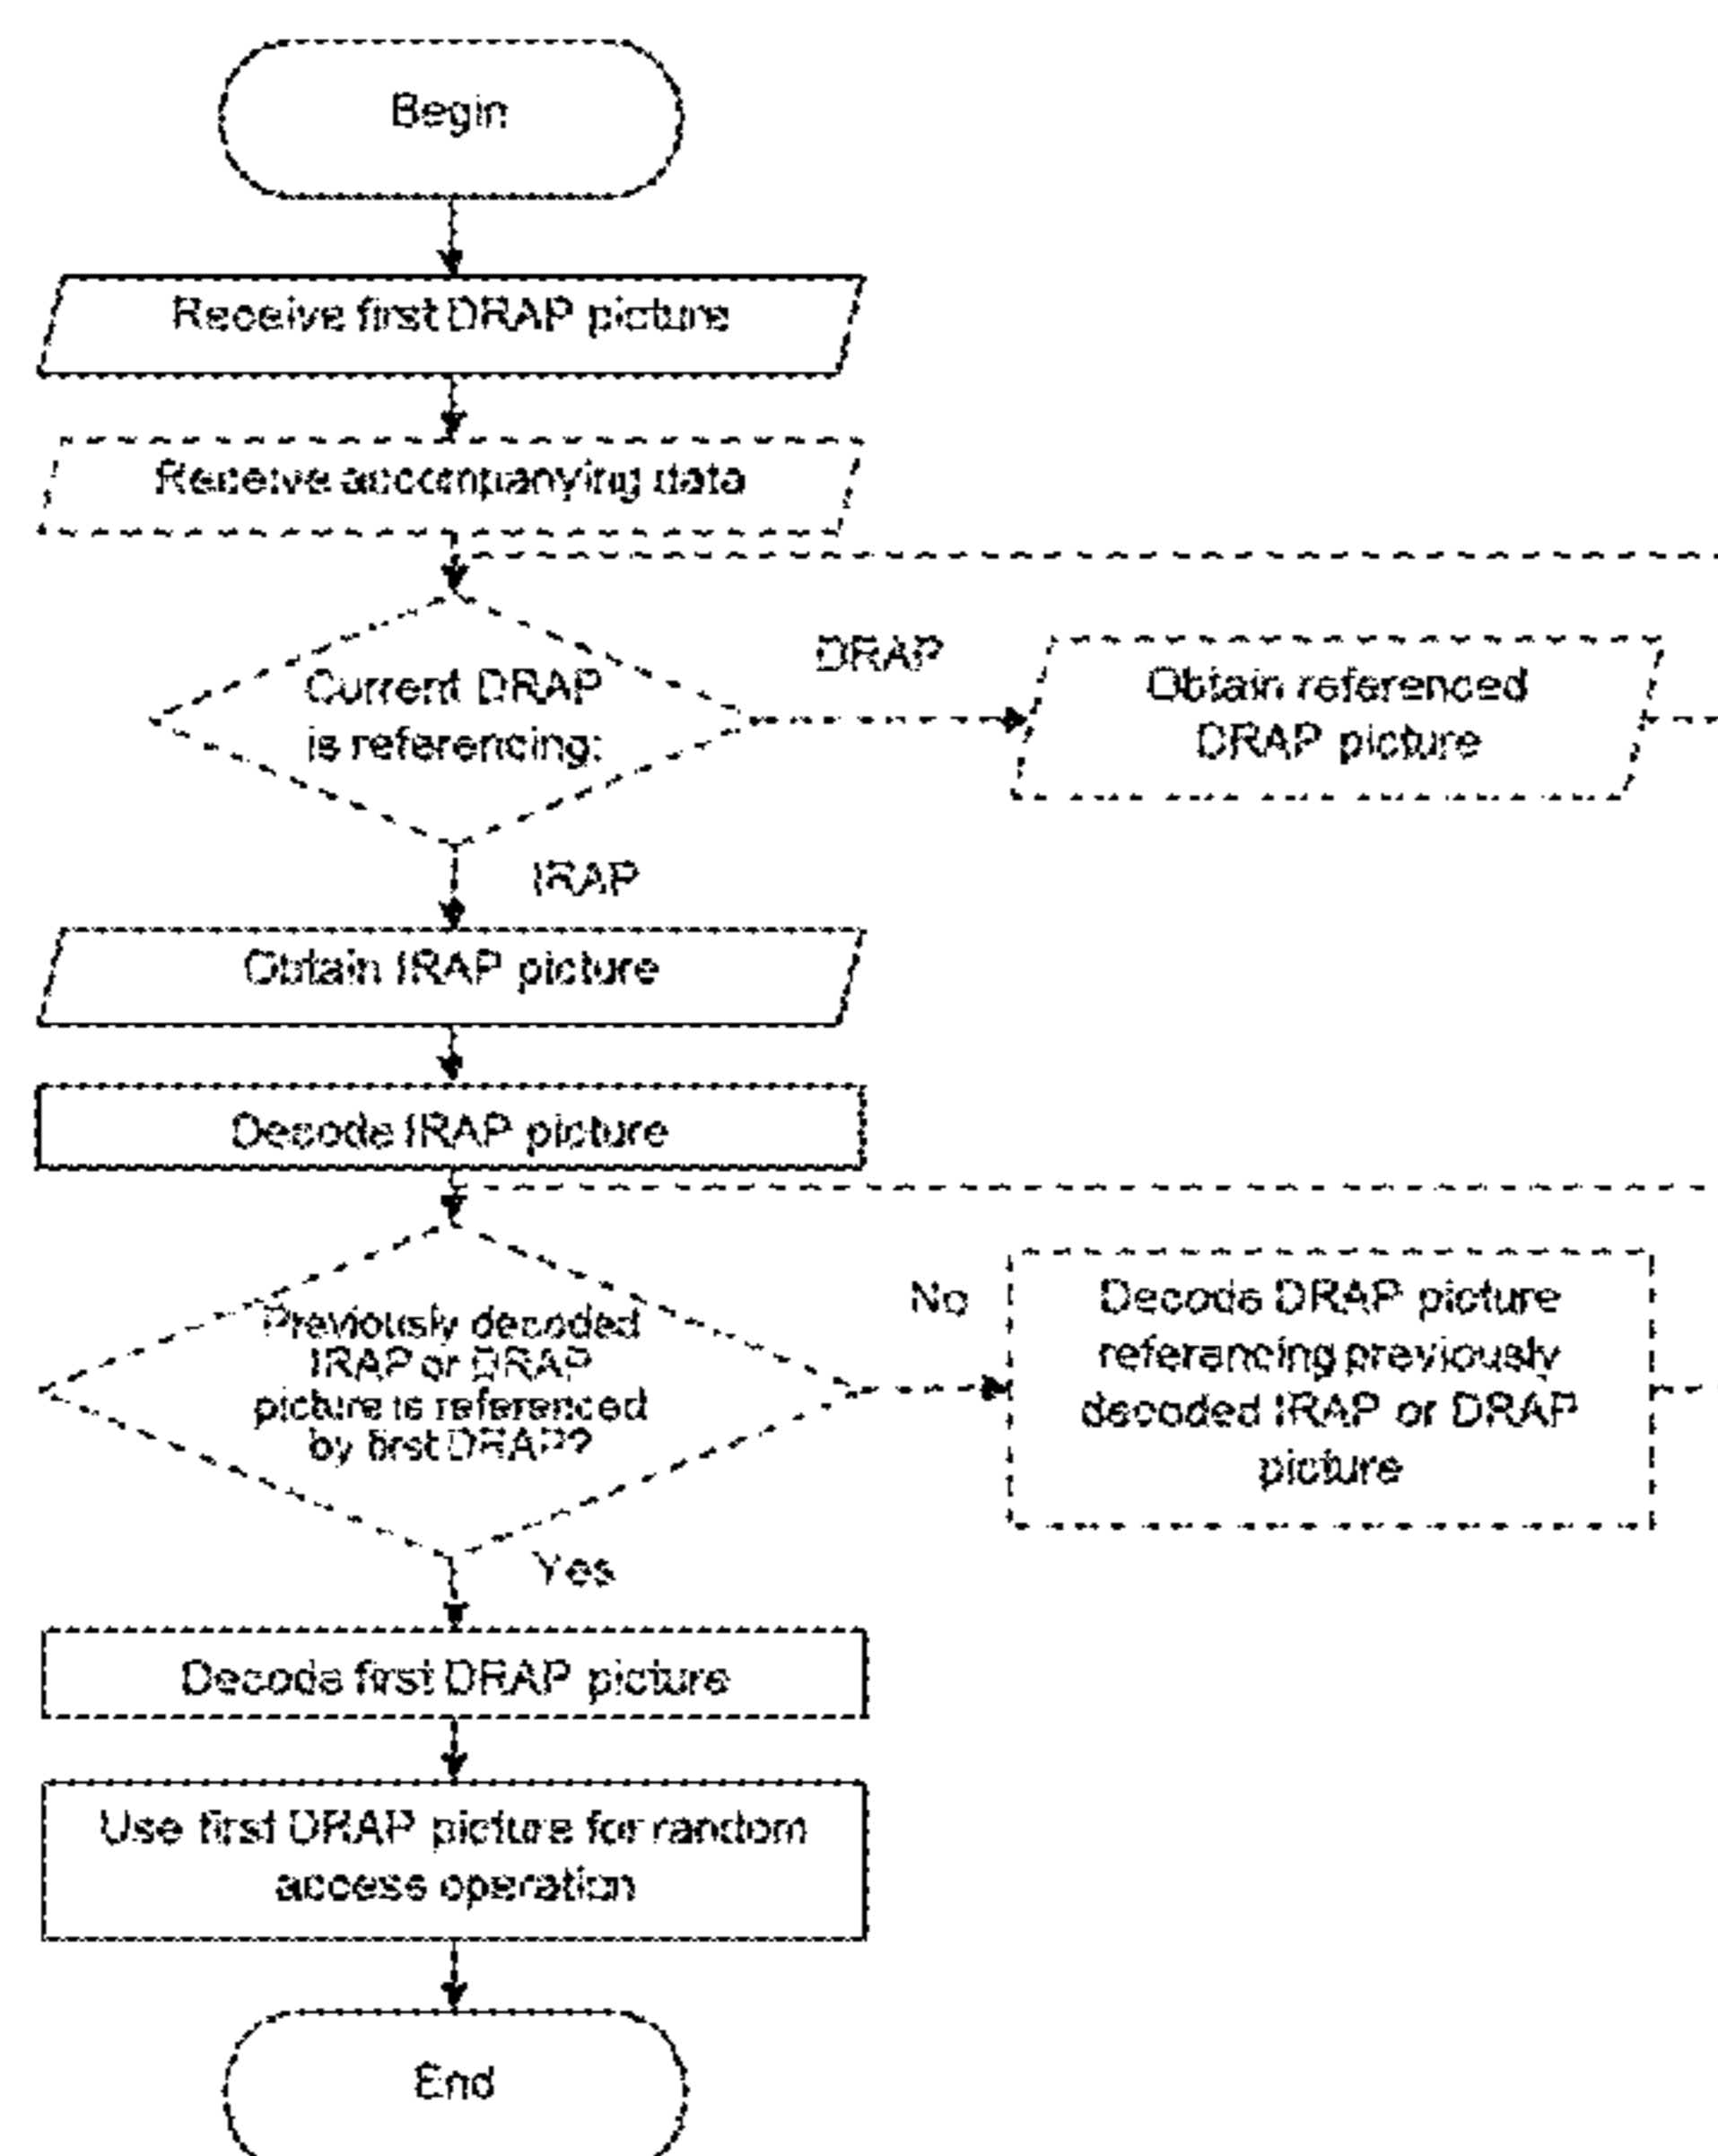 Begin
Receive first DRAP picture
Receive accompanying data
Current DRAP
is referencing:
DRAP
Obtain referenced
DRAP picture
IRAP
Obtain IRAP picture
Decode IRAP picture
Previously decoded
IRAP or DRAP
picture is referenced
by first DRAP?
No
Decode DRAP picture
referencing previously
decoded IRAP or DRAP
picture
Yes
Decode first DRAP picture
Use first DRAP picture for random
access operation
End